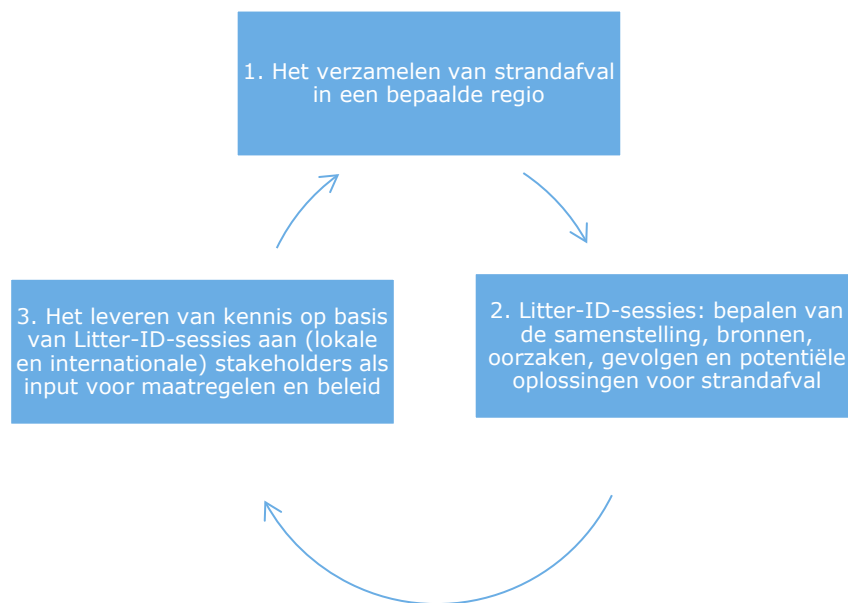 1. Het verzamelen van strandafval
in een bepaalde regio
2. Litter-ID-sessies: bepalen van
de samenstelling, bronnen,
oorzaken, gevolgen en potentiële
oplossingen voor strandafval
3. Het leveren van kennis op basis
van Litter-ID-sessies aan (lokale
en internationale) stakeholders als
input voor maatregelen en beleid